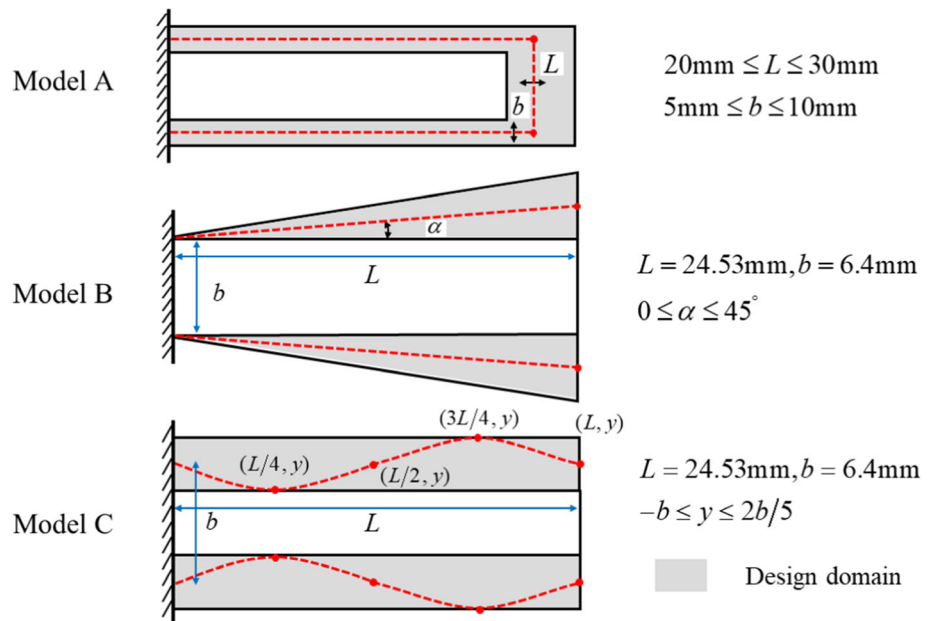 Model A
L
b
20mm ≤ L ≤ 30mm
5mm ≤ b ≤ 10mm
Model B
α
L
b
L = 24.53mm, b = 6.4mm
0 ≤ α ≤ 45°
Model C
(3L/4, y)
(L, y)
(L/4, y)
(L/2, y)
L
b
L = 24.53mm, b = 6.4mm
−b ≤ y ≤ 2b/5
Design domain